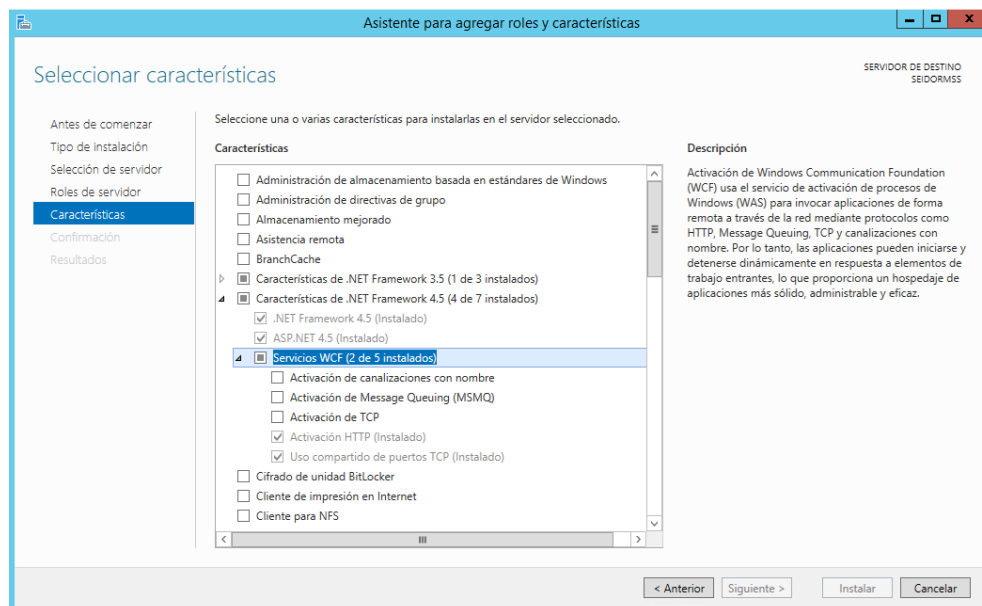 Asistente para agregar roles y características
Seleccionar características
SERVIDOR DE DESTINO
SEIDORMSS
Antes de comenzar
Tipo de instalación
Selección de servidor
Roles de servidor
Características
Confirmación
Resultados
Seleccione una o varias características para instalarlas en el servidor seleccionado.
Características
Administración de almacenamiento basada en estándares de Windows
Administración de directivas de grupo
Almacenamiento mejorado
Asistencia remota
BranchCache
Características de .NET Framework 3.5 (1 de 3 instalados)
Características de .NET Framework 4.5 (4 de 7 instalados)
.NET Framework 4.5 (Instalado)
ASP.NET 4.5 (Instalado)
Servicios WCF (2 de 5 instalados)
Activación de canalizaciones con nombre
Activación de Message Queuing (MSMQ)
Activación de TCP
Activación HTTP (Instalado)
Uso compartido de puertos TCP (Instalado)
Cifrado de unidad BitLocker
Cliente de impresión en Internet
Cliente para NFS
Descripción
Activación de Windows Communication Foundation
(WCF) usa el servicio de activación de procesos de
Windows (WAS) para invocar aplicaciones de forma
remota a través de la red mediante protocolos como
HTTP, Message Queuing, TCP y canalizaciones con
nombre. Por lo tanto, las aplicaciones pueden iniciarse y
detenerse dinámicamente en respuesta a elementos de
trabajo entrantes, lo que proporciona un hospedaje de
aplicaciones más sólido, administrable y eficaz.
< Anterior
Siguiente >
Instalar
Cancelar